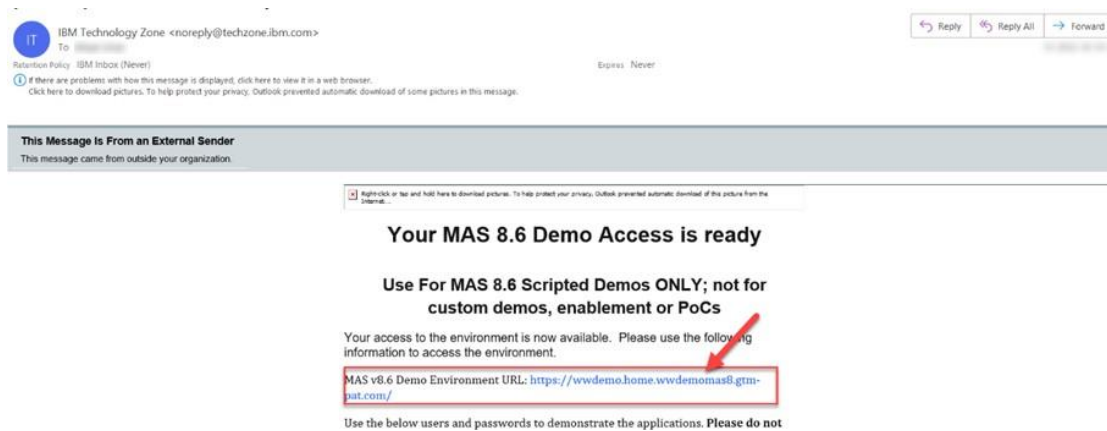 IT
IBM Technology Zone <noreply@techzone.ibm.com>
To
Retention Policy IBM Inbox (Never)
Expires Never
Reply
Reply All
Forward
If there are problems with how this message is displayed, click here to view it in a web browser.
Click here to download pictures. To help protect your privacy, Outlook prevented automatic download of some pictures in this message.
This Message Is From an External Sender
This message came from outside your organization.
Right-click or tap and hold here to download pictures. To help protect your privacy, Outlook prevented automatic download of this picture from the
Internet...
Your MAS 8.6 Demo Access is ready
Use For MAS 8.6 Scripted Demos ONLY; not for
custom demos, enablement or PoCs
Your access to the environment is now available. Please use the following
information to access the environment.
MAS v8.6 Demo Environment URL: https://wwdemo.home.wwdemomas8.gtm-
pat.com/
Use the below users and passwords to demonstrate the applications. Please do not